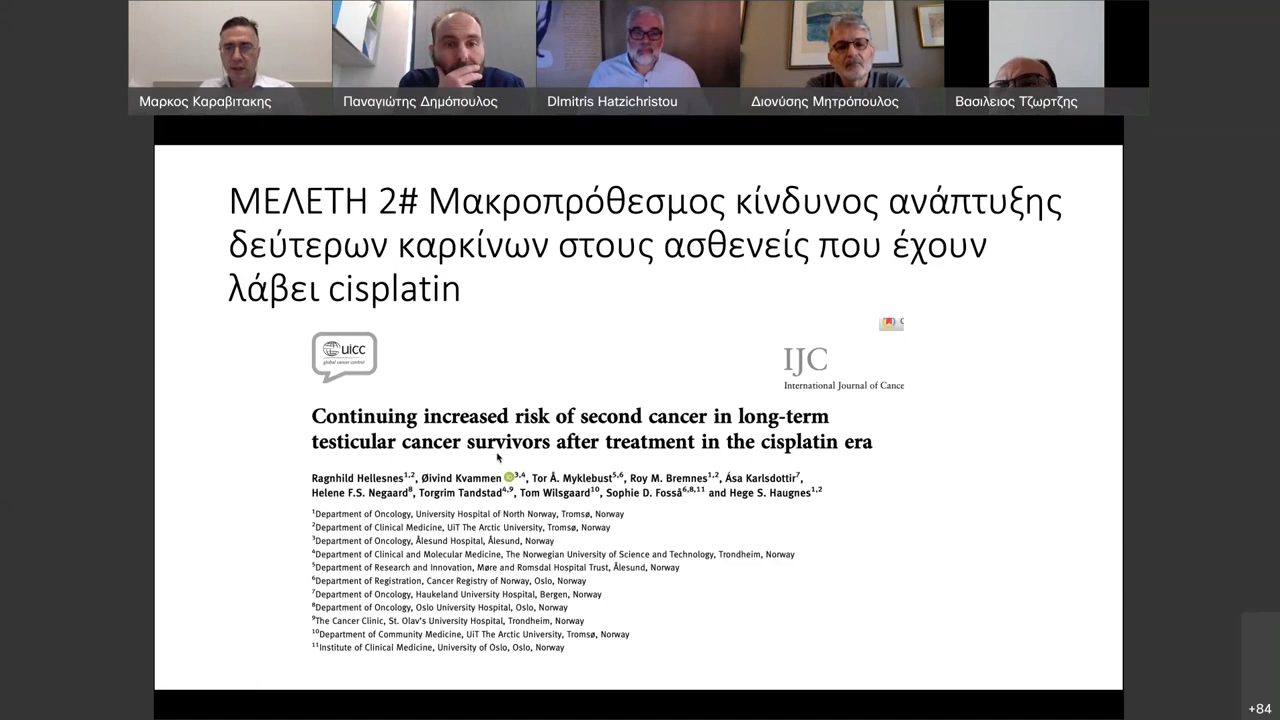 Μαρκος Καραβιτακης
Παναγιώτης Δημόπουλος
DImitris Hatzichristou
Διονύσης Μητρόπουλος
Βασιλειος Τζωρτζης
ΜΕΛΕΤΗ 2# Μακροπρόθεσμος κίνδυνος ανάπτυξης
δεύτερων καρκίνων στους ασθενείς που έχουν
λάβει cisplatin
uicc
global cancer control
IJC
International Journal of Cance
Continuing increased risk of second cancer in long-term
testicular cancer survivors after treatment in the cisplatin era
Ragnhild Hellesnes1,2, Øivind Kvammen iD 3,4, Tor Å. Myklebust5,6, Roy M. Bremnes1,2, Ása Karlsdottir7,
Helene F.S. Negaard8, Torgrim Tandstad4,9, Tom Wilsgaard10, Sophie D. Fosså6,8,11 and Hege S. Haugnes1,2
1Department of Oncology, University Hospital of North Norway, Tromsø, Norway
2Department of Clinical Medicine, UiT The Arctic University, Tromsø, Norway
3Department of Oncology, Ålesund Hospital, Ålesund, Norway
4Department of Clinical and Molecular Medicine, The Norwegian University of Science and Technology, Trondheim, Norway
5Department of Research and Innovation, Møre and Romsdal Hospital Trust, Ålesund, Norway
6Department of Registration, Cancer Registry of Norway, Oslo, Norway
7Department of Oncology, Haukeland University Hospital, Bergen, Norway
8Department of Oncology, Oslo University Hospital, Oslo, Norway
9The Cancer Clinic, St. Olav's University Hospital, Trondheim, Norway
10Department of Community Medicine, UiT The Arctic University, Tromsø, Norway
11Institute of Clinical Medicine, University of Oslo, Oslo, Norway
+84